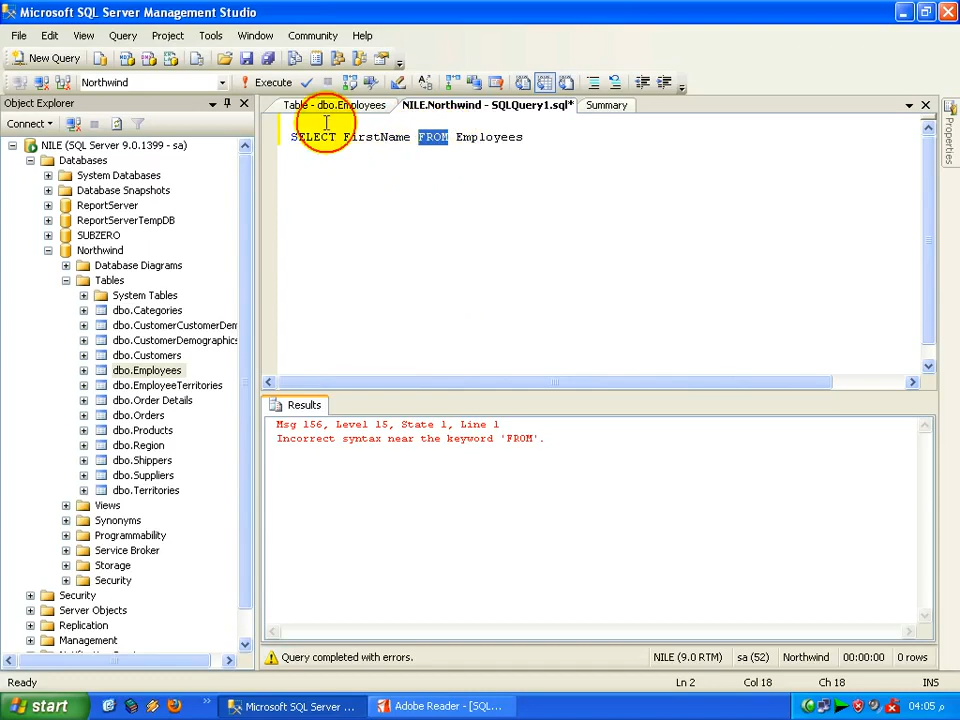 Microsoft SQL Server Management Studio
File Edit View Query Project Tools Window Community Help
New Query
Northwind Execute
Object Explorer
Table - dbo.Employees NILE.Northwind - SQLQuery1.sql* Summary
Properties
Connect
SELECT FirstName FROM Employees
NILE (SQL Server 9.0.1399 - sa)
Databases
System Databases
Database Snapshots
ReportServer
ReportServerTempDB
SUBZERO
Northwind
Database Diagrams
Tables
System Tables
dbo.Categories
dbo.CustomerCustomerDem
dbo.CustomerDemographics
dbo.Customers
dbo.Employees
dbo.EmployeeTerritories
dbo.Order Details
dbo.Orders
dbo.Products
dbo.Region
dbo.Shippers
dbo.Suppliers
dbo.Territories
Views
Synonyms
Programmability
Service Broker
Storage
Security
Security
Server Objects
Replication
Management
Results
Msg 156, Level 15, State 1, Line 1
Incorrect syntax near the keyword 'FROM'.
Query completed with errors. NILE (9.0 RTM) sa (52) Northwind 00:00:00 0 rows
Ready Ln 2 Col 18 Ch 18 INS
start Microsoft SQL Server ... Adobe Reader - [SQL... 04:05 م